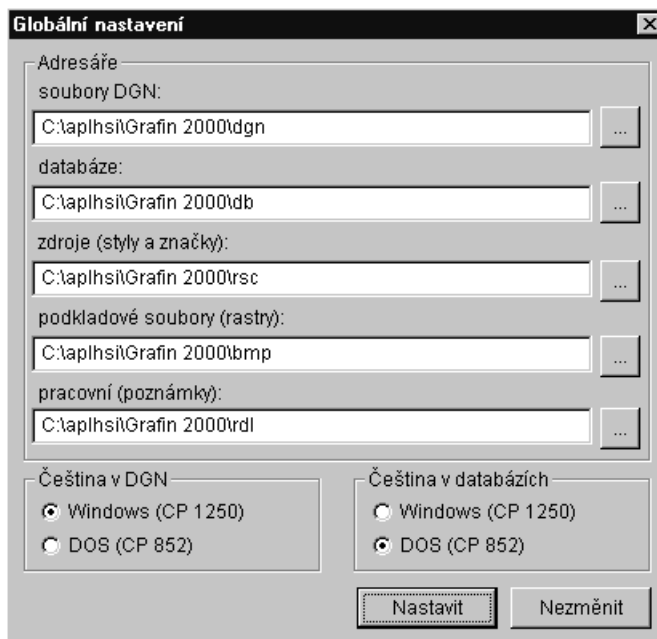 Globální nastavení
Adresáře
soubory DGN:
C:\aplhsi\Grafin 2000\dgn
...
databáze:
C:\aplhsi\Grafin 2000\db
...
zdroje (styly a značky):
C:\aplhsi\Grafin 2000\rsc
...
podkladové soubory (rastry):
C:\aplhsi\Grafin 2000\bmp
...
pracovní (poznámky):
C:\aplhsi\Grafin 2000\rdl
...
Čeština v DGN
Windows (CP 1250)
DOS (CP 852)
Čeština v databázích
Windows (CP 1250)
DOS (CP 852)
Nastavit
Nezměnit